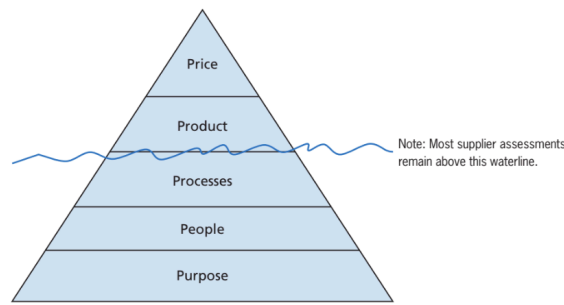 Price
Product
Note: Most supplier assessments
remain above this waterline.
Processes
People
Purpose